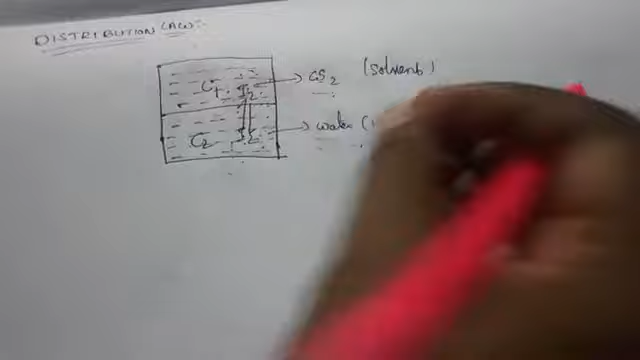 DISTRIBUTION LAW:-
C₁ I₂ → CS₂ (Solvent)
C₂ I₂ → water (